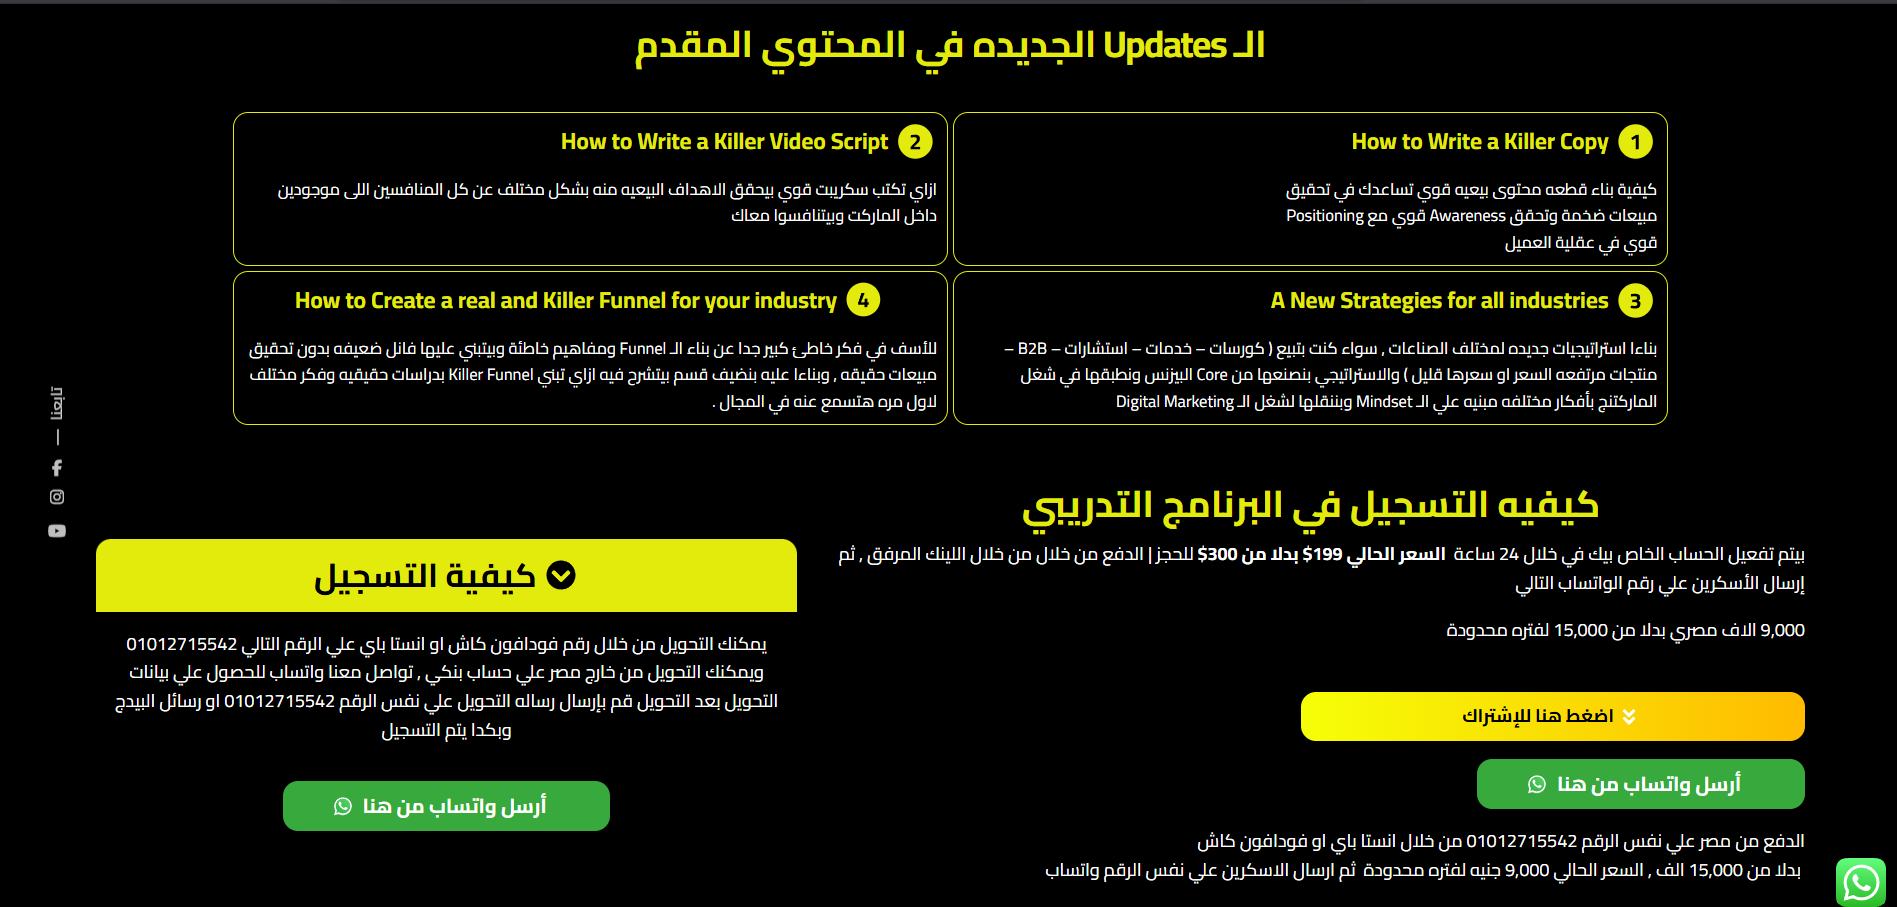 الـ Updates الجديده في المحتوي المقدم
1 How to Write a Killer Copy
كيفية بناء قطعه محتوى بيعيه قوي تساعدك في تحقيق
مبيعات ضخمة وتحقق Awareness قوي مع Positioning
قوي في عقلية العميل
2 How to Write a Killer Video Script
ازاي تكتب سكريبت قوي بيحقق الاهداف البيعيه منه بشكل مختلف عن كل المنافسين اللى موجودين
داخل الماركت وبيتنافسوا معاك
3 A New Strategies for all industries
بناءا استراتيجيات جديده لمختلف الصناعات , سواء كنت بتبيع ( كورسات – خدمات – استشارات – B2B –
منتجات مرتفعه السعر او سعرها قليل ) والاستراتيجي بنصنعها من Core البيزنس ونطبقها في شغل
الماركتنج بأفكار مختلفه مبنيه علي الـ Mindset وبننقلها لشغل الـ Digital Marketing
4 How to Create a real and Killer Funnel for your industry
للأسف في فكر خاطئ كبير جدا عن بناء الـ Funnel ومفاهيم خاطئة وبيتبني عليها فانل ضعيفه بدون تحقيق
مبيعات حقيقه , وبناءا عليه بنضيف قسم بيتشرح فيه ازاي تبني Killer Funnel بدراسات حقيقيه وفكر مختلف
لاول مره هتسمع عنه في المجال .
تابعنا
كيفيه التسجيل في البرنامج التدريبي
بيتم تفعيل الحساب الخاص بيك في خلال 24 ساعة السعر الحالي 199$ بدلا من 300$ للحجز | الدفع من خلال من خلال اللينك المرفق , ثم
إرسال الأسكرين علي رقم الواتساب التالي
9,000 الاف مصري بدلا من 15,000 لفتره محدودة
اضغط هنا للإشتراك
أرسل واتساب من هنا
الدفع من مصر علي نفس الرقم 01012715542 من خلال انستا باي او فودافون كاش
بدلا من 15,000 الف , السعر الحالي 9,000 جنيه لفتره محدودة ثم ارسال الاسكرين علي نفس الرقم واتساب
كيفية التسجيل
يمكنك التحويل من خلال رقم فودافون كاش او انستا باي علي الرقم التالي 01012715542
ويمكنك التحويل من خارج مصر علي حساب بنكي , تواصل معنا واتساب للحصول علي بيانات
التحويل بعد التحويل قم بإرسال رساله التحويل علي نفس الرقم 01012715542 او رسائل البيدج
وبكدا يتم التسجيل
أرسل واتساب من هنا